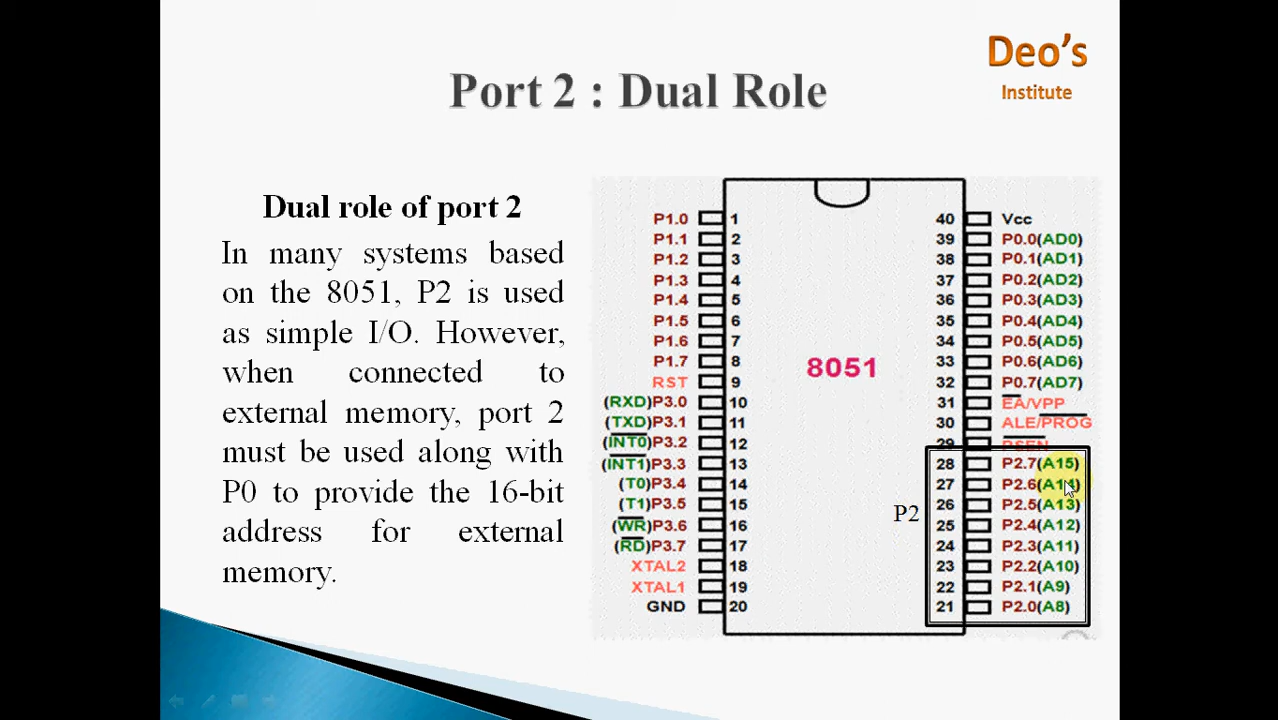 Deo's
Institute
Port 2 : Dual Role
Dual role of port 2
In many systems based
on the 8051, P2 is used
as simple I/O. However,
when connected to
external memory, port 2
must be used along with
P0 to provide the 16-bit
address for external
memory.
P1.0 1 40 Vcc
P1.1 2 39 P0.0(AD0)
P1.2 3 38 P0.1(AD1)
P1.3 4 37 P0.2(AD2)
P1.4 5 36 P0.3(AD3)
P1.5 6 35 P0.4(AD4)
P1.6 7 34 P0.5(AD5)
P1.7 8 8051 33 P0.6(AD6)
RST 9 32 P0.7(AD7)
(RXD)P3.0 10 31 EA/VPP
(TXD)P3.1 11 30 ALE/PROG
(INT0)P3.2 12 29 PSEN
(INT1)P3.3 13 28 P2.7(A15)
(T0)P3.4 14 27 P2.6(A14)
(T1)P3.5 15 P2 26 P2.5(A13)
(WR)P3.6 16 25 P2.4(A12)
(RD)P3.7 17 24 P2.3(A11)
XTAL2 18 23 P2.2(A10)
XTAL1 19 22 P2.1(A9)
GND 20 21 P2.0(A8)